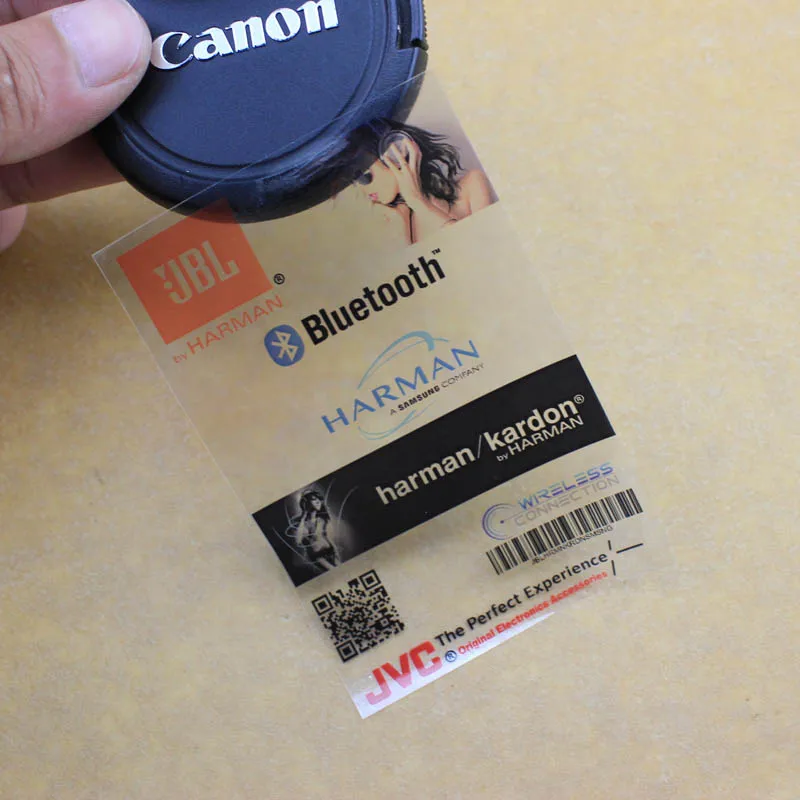 Canon
JBL®
by HARMAN
Bluetooth™
HARMAN
A SAMSUNG COMPANY
harman/kardon®
by HARMAN
WIRELESS
CONNECTION
JVC The Perfect Experience
® Original Electronics Accessories